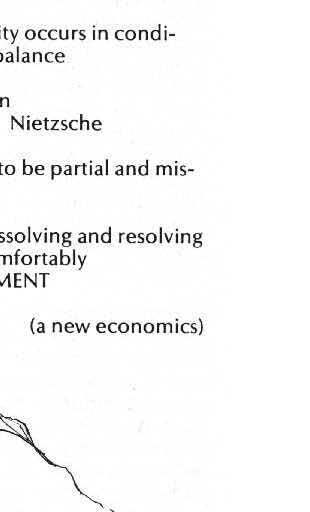 ity occurs in condi-
balance
n
Nietzsche
to be partial and mis-
ssolving and resolving
mfortably
MENT
(a new economics)